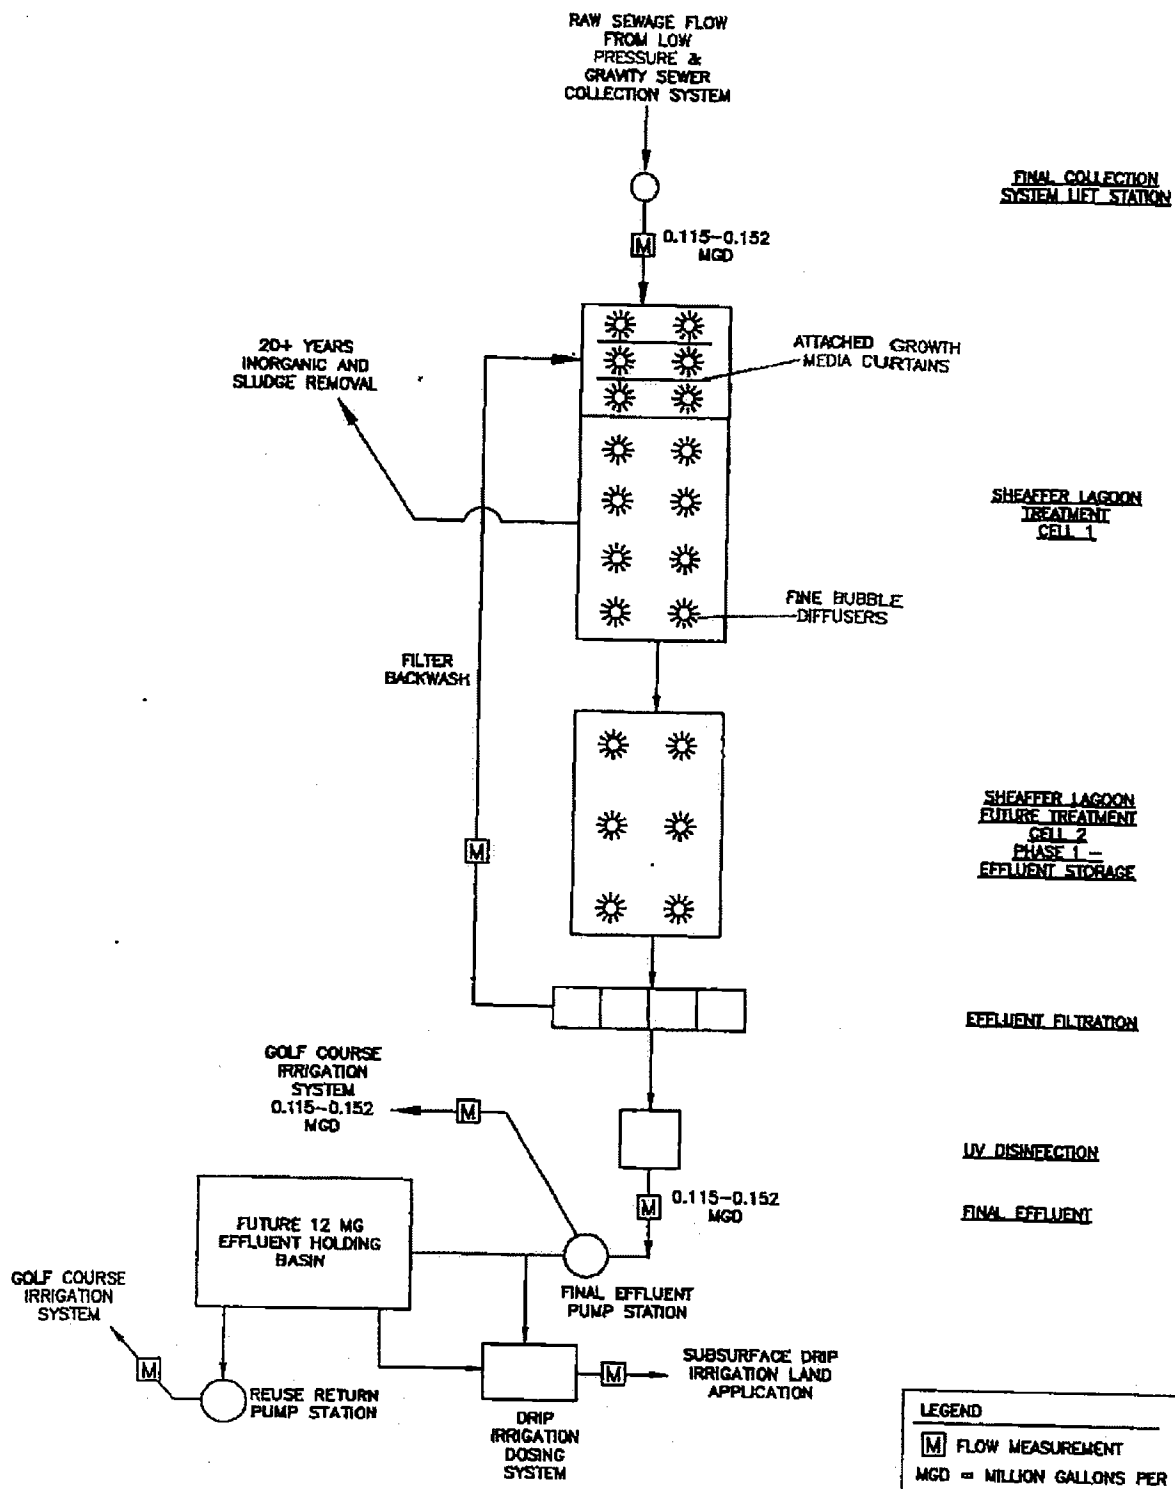 RAW SEWAGE FLOW
FROM LOW
PRESSURE &
GRAVITY SEWER
COLLECTION SYSTEM
FINAL COLLECTION
SYSTEM LIFT STATION
M
0.115-0.152
MGD
20+ YEARS
INORGANIC AND
SLUDGE REMOVAL
ATTACHED GROWTH
MEDIA CURTAINS
SHEAFFER LAGOON
TREATMENT
CELL 1
FINE BUBBLE
DIFFUSERS
FILTER
BACKWASH
SHEAFFER LAGOON
FUTURE TREATMENT
CELL 2
PHASE 1 -
EFFLUENT STORAGE
M
EFFLUENT FILTRATION
GOLF COURSE
IRRIGATION
SYSTEM
0.115-0.152
MGD
M
UV DISINFECTION
M
0.115-0.152
MGD
FINAL EFFLUENT
FUTURE 12 MG
EFFLUENT HOLDING
BASIN
FINAL EFFLUENT
PUMP STATION
GOLF COURSE
IRRIGATION
SYSTEM
M
REUSE RETURN
PUMP STATION
M
SUBSURFACE DRIP
IRRIGATION LAND
APPLICATION
DRIP
IRRIGATION
DOSING
SYSTEM
LEGEND
M FLOW MEASUREMENT
MGD = MILLION GALLONS PER